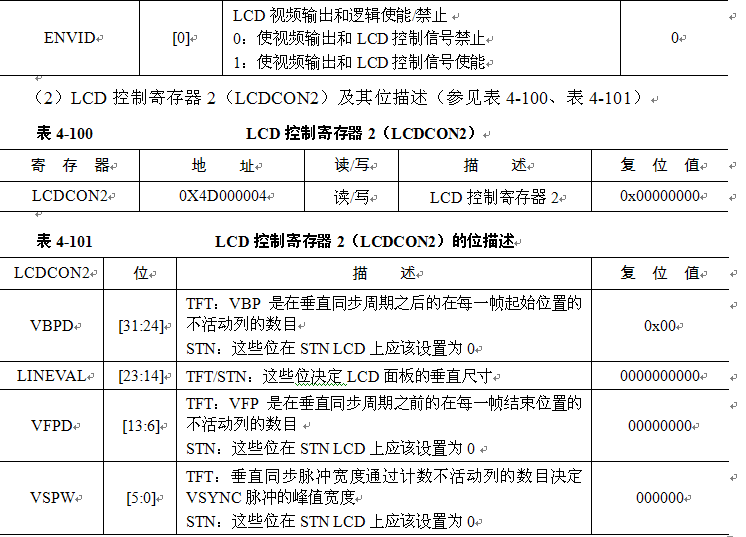 LCD 视频输出和逻辑使能/禁止
ENVID [0] 0：使视频输出和 LCD 控制信号禁止 0
1：使视频输出和 LCD 控制信号使能
（2）LCD 控制寄存器 2（LCDCON2）及其位描述（参见表 4-100、表 4-101）
表 4-100 LCD 控制寄存器 2（LCDCON2）
寄 存 器 地 址 读/写 描 述 复 位 值
LCDCON2 0X4D000004 读/写 LCD 控制寄存器 2 0x00000000
表 4-101 LCD 控制寄存器 2（LCDCON2）的位描述
LCDCON2 位 描 述 复 位 值
TFT：VBP 是在垂直同步周期之后的在每一帧起始位置的
VBPD [31:24] 不活动列的数目 0x00
STN：这些位在 STN LCD 上应该设置为 0
LINEVAL [23:14] TFT/STN：这些位决定 LCD 面板的垂直尺寸 0000000000
TFT：VFP 是在垂直同步周期之前的在每一帧结束位置的
VFPD [13:6] 不活动列的数目 00000000
STN：这些位在 STN LCD 上应该设置为 0
TFT：垂直同步脉冲宽度通过计数不活动列的数目决定
VSPW [5:0] VSYNC 脉冲的峰值宽度 000000
STN：这些位在 STN LCD 上应该设置为 0